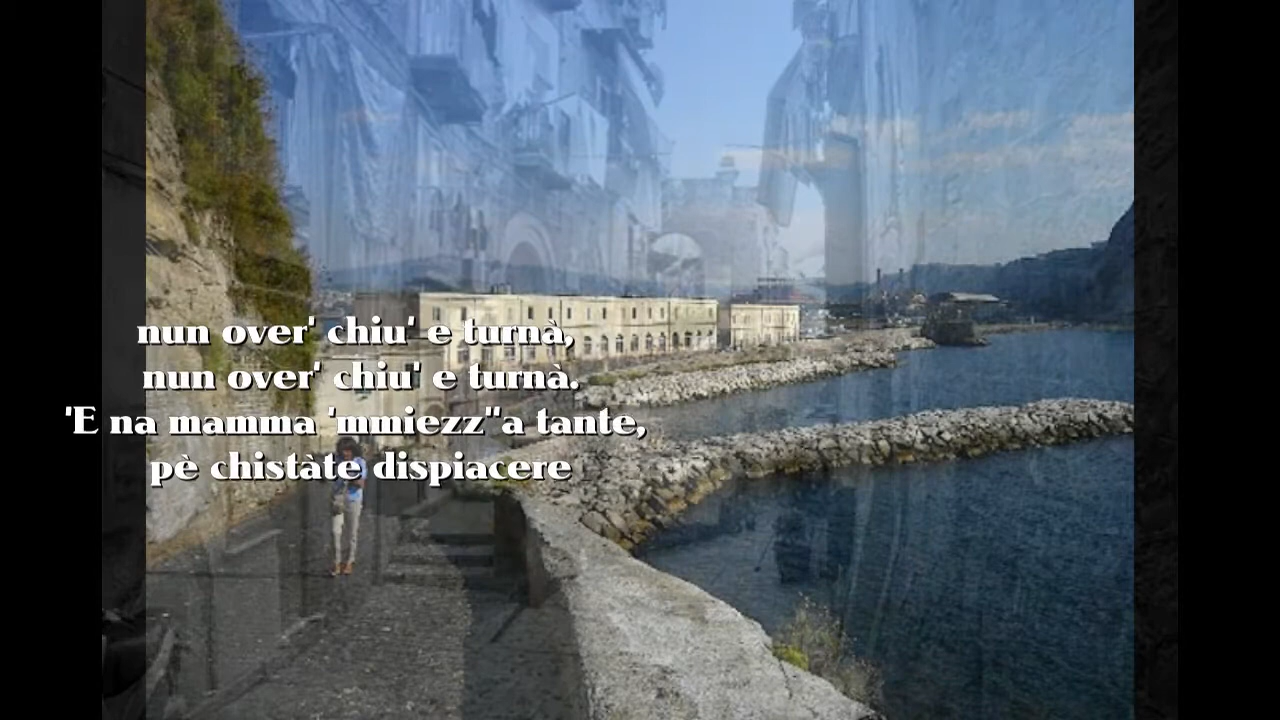 nun over' chiu' e turnà,
nun over' chiu' e turnà.
'E na mamma 'mmiezz''a tante,
pè chistàte dispiacere